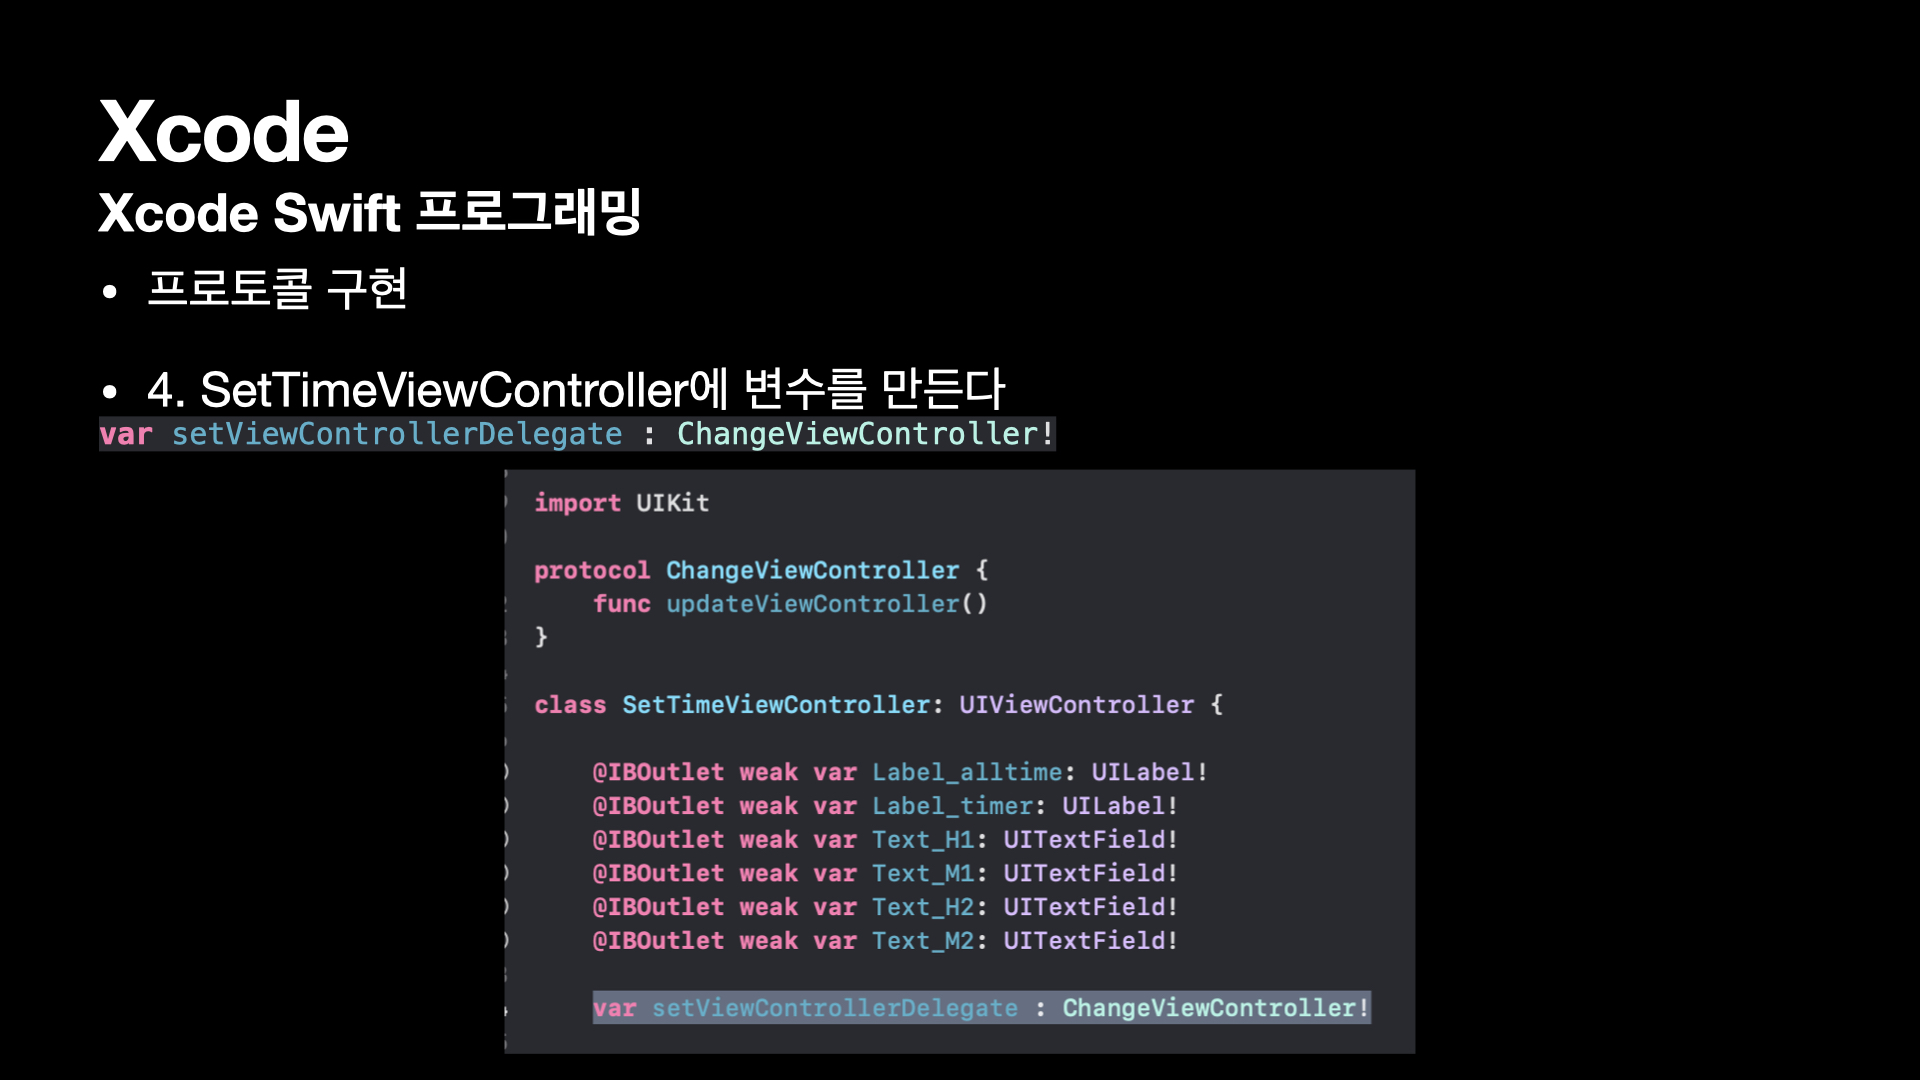 Xcode
Xcode Swift 프로그래밍
• 프로토콜 구현
• 4. SetTimeViewController에 변수를 만든다
var setViewControllerDelegate : ChangeViewController!
import UIKit
protocol ChangeViewController {
func updateViewController()
}
class SetTimeViewController: UIViewController {
@IBOutlet weak var Label_alltime: UILabel!
@IBOutlet weak var Label_timer: UILabel!
@IBOutlet weak var Text_H1: UITextField!
@IBOutlet weak var Text_M1: UITextField!
@IBOutlet weak var Text_H2: UITextField!
@IBOutlet weak var Text_M2: UITextField!
var setViewControllerDelegate : ChangeViewController!